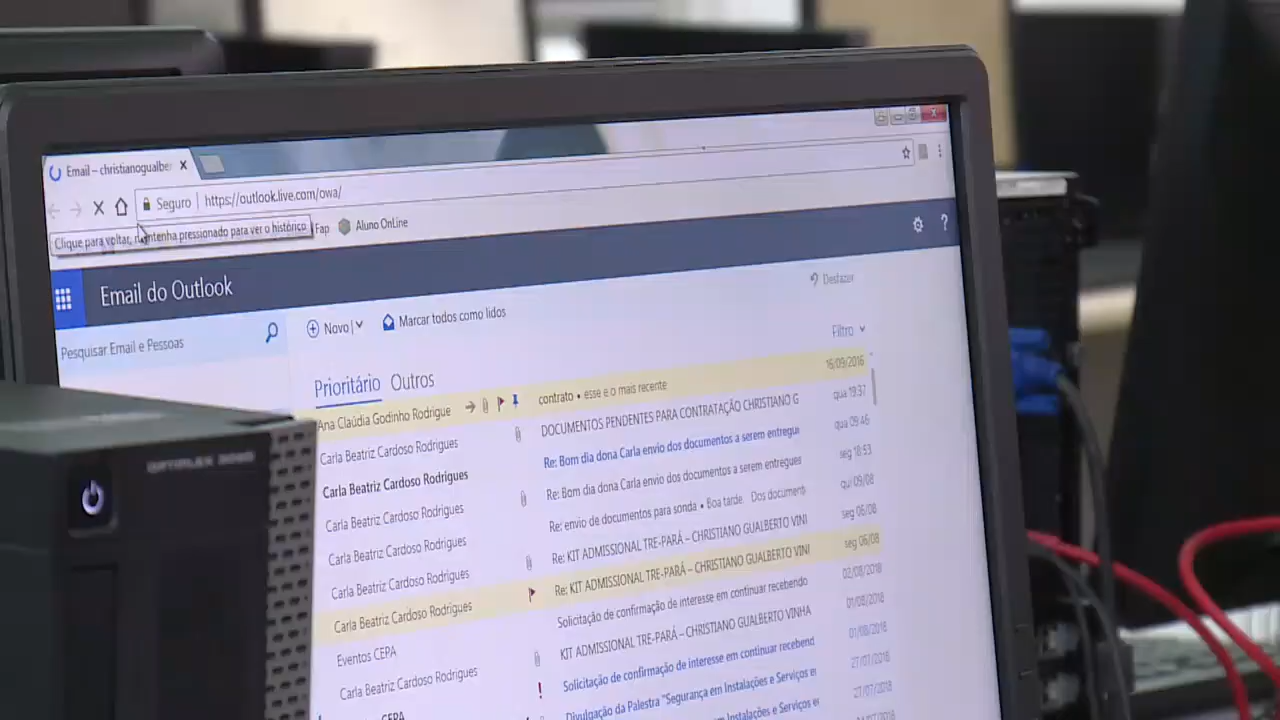 Email – christianogualbe
Seguro https://outlook.live.com/owa/
Clique para voltar, mantenha pressionado para ver o histórico
Fap Aluno OnLine
Email do Outlook ?
Pesquisar Email e Pessoas
Novo Marcar todos como lidos Desfazer
Prioritário Outros Filtro
Ana Claúdia Godinho Rodrigue contrato • esse e o mais recente 16/09/2016
Carla Beatriz Cardoso Rodrigues DOCUMENTOS PENDENTES PARA CONTRATAÇÃO CHRISTIANO G qua 19:37
Carla Beatriz Cardoso Rodrigues Re: Bom dia dona Carla envio dos documentos a serem entregu qua 09:46
Carla Beatriz Cardoso Rodrigues Re: Bom dia dona Carla envio dos documentos a serem entregues seg 18:53
Carla Beatriz Cardoso Rodrigues Re: envio de documentos para sonda • Boa tarde. Dos document qui 09/08
Carla Beatriz Cardoso Rodrigues Re: KIT ADMISSIONAL TRE-PARÁ – CHRISTIANO GUALBERTO VINI seg 06/08
Carla Beatriz Cardoso Rodrigues Re: KIT ADMISSIONAL TRE-PARÁ – CHRISTIANO GUALBERTO VINI seg 06/08
Eventos CEPA Solicitação de confirmação de interesse em continuar recebendo 02/08/2018
Carla Beatriz Cardoso Rodrigues KIT ADMISSIONAL TRE-PARÁ – CHRISTIANO GUALBERTO VINHA 01/08/2018
CEPA Solicitação de confirmação de interesse em continuar recebend 01/08/2018
Divulgação da Palestra "Segurança em Instalações e Serviços er 27/07/2018
Instalações e Serviços er 27/07/2018